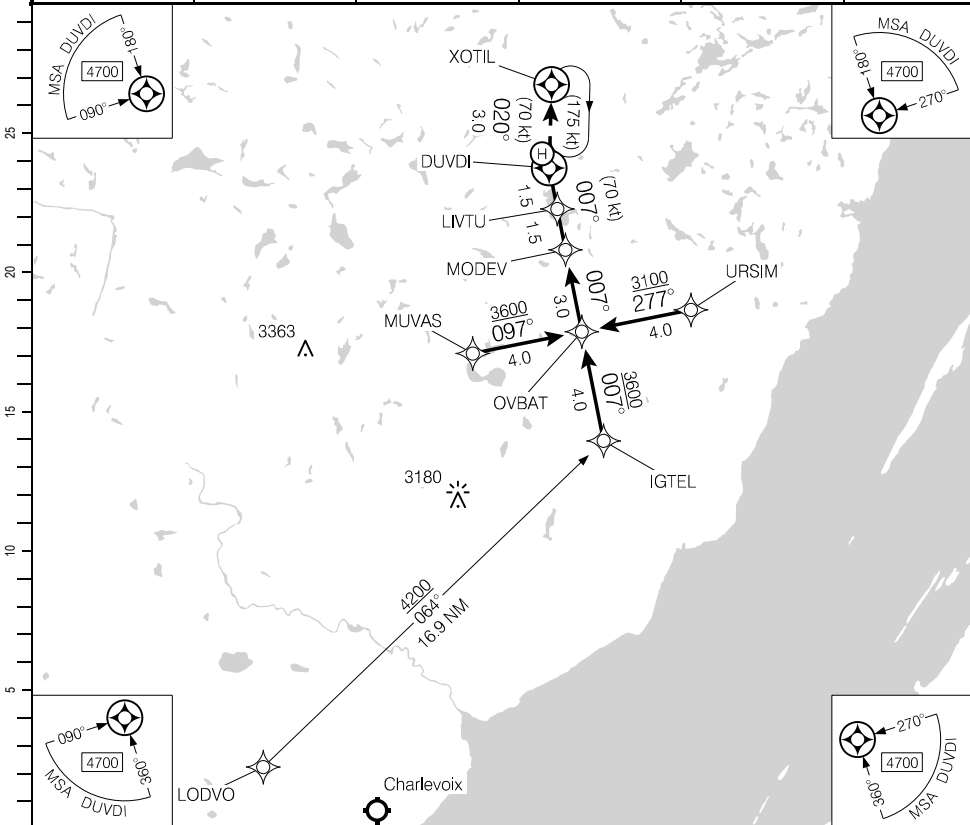 MSA DUVDI
180°
4700
090°
MSA DUVDI
180°
4700
270°
XOTIL
(175 kt)
(70 kt)
020°
3.0
H
DUVDI
(70 kt)
007°
1.5
LIVTU
1.5
MODEV
007°
3.0
3100
277°
4.0
URSIM
3363
MUVAS
3600
097°
4.0
OVBAT
3600
007°
4.0
IGTEL
3180
4200
064°
16.9 NM
LODVO
Charlevoix
25
20
15
10
5
090°
4700
360°
MSA DUVDI
270°
4700
360°
MSA DUVDI